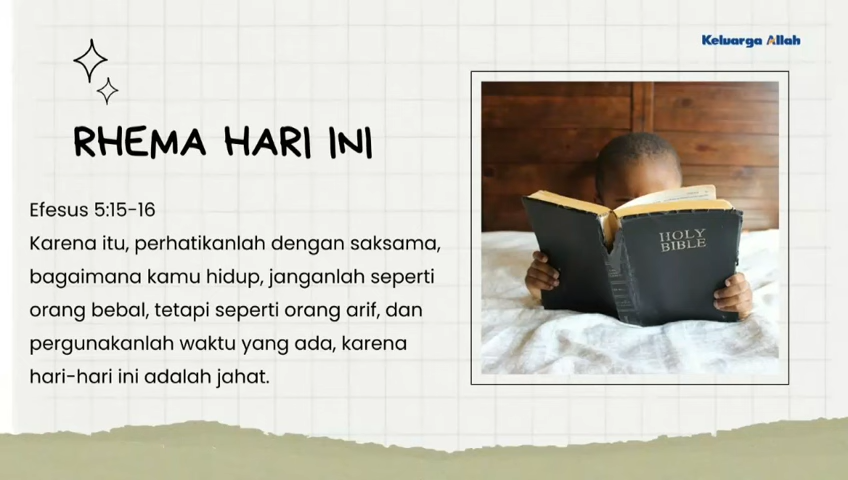 Keluarga Allah
RHEMA HARI INI
Efesus 5:15-16
Karena itu, perhatikanlah dengan saksama,
bagaimana kamu hidup, janganlah seperti
orang bebal, tetapi seperti orang arif, dan
pergunakanlah waktu yang ada, karena
hari-hari ini adalah jahat.
HOLY
BIBLE